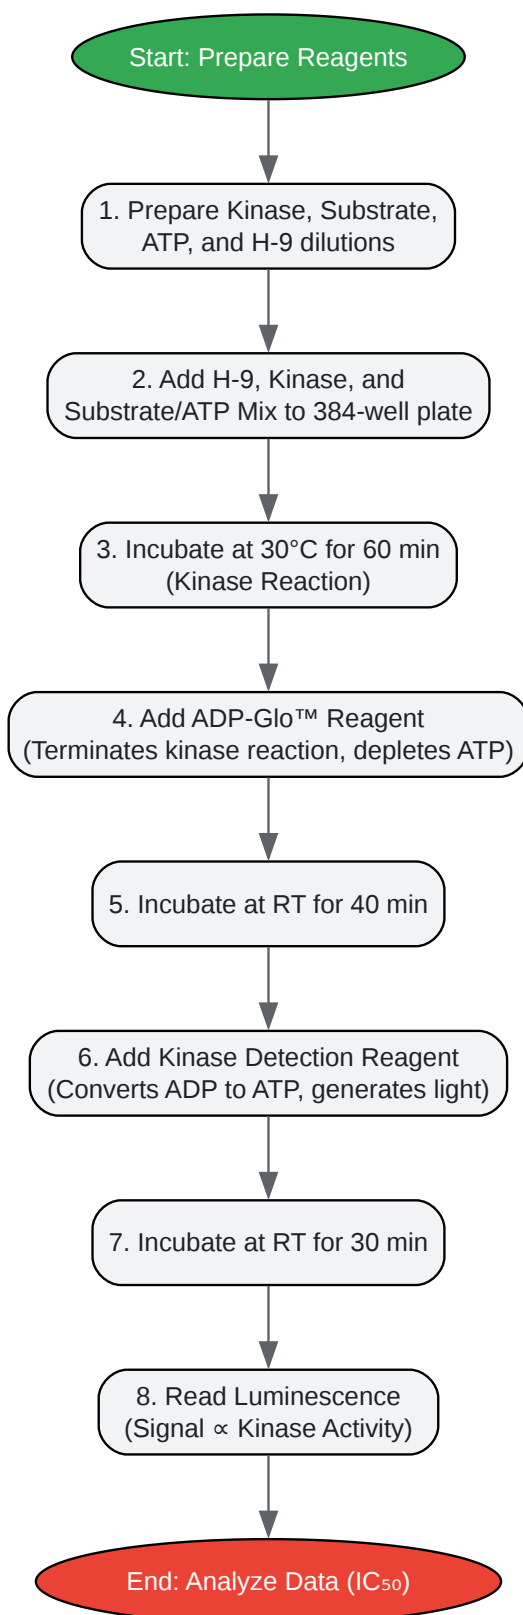 Start: Prepare Reagents
1. Prepare Kinase, Substrate,
ATP, and H-9 dilutions
2. Add H-9, Kinase, and
Substrate/ATP Mix to 384-well plate
3. Incubate at 30°C for 60 min
(Kinase Reaction)
4. Add ADP-Glo™ Reagent
(Terminates kinase reaction, depletes ATP)
5. Incubate at RT for 40 min
6. Add Kinase Detection Reagent
(Converts ADP to ATP, generates light)
7. Incubate at RT for 30 min
8. Read Luminescence
(Signal ∝ Kinase Activity)
End: Analyze Data (IC₅₀)